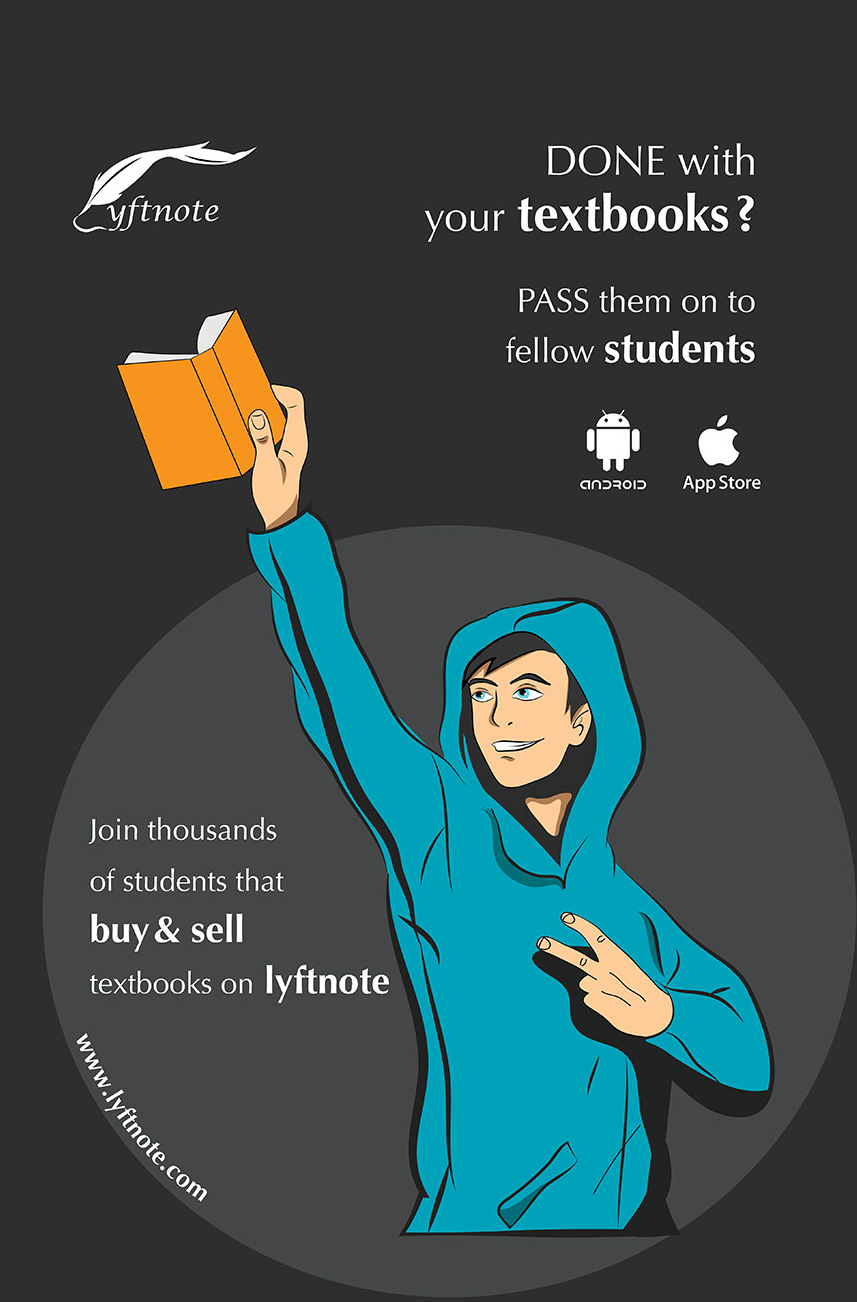 Lyftnote
DONE with
your textbooks?
PASS them on to
fellow students
ANDROID
App Store
Join thousands
of students that
buy & sell
textbooks on lyftnote
www.lyftnote.com